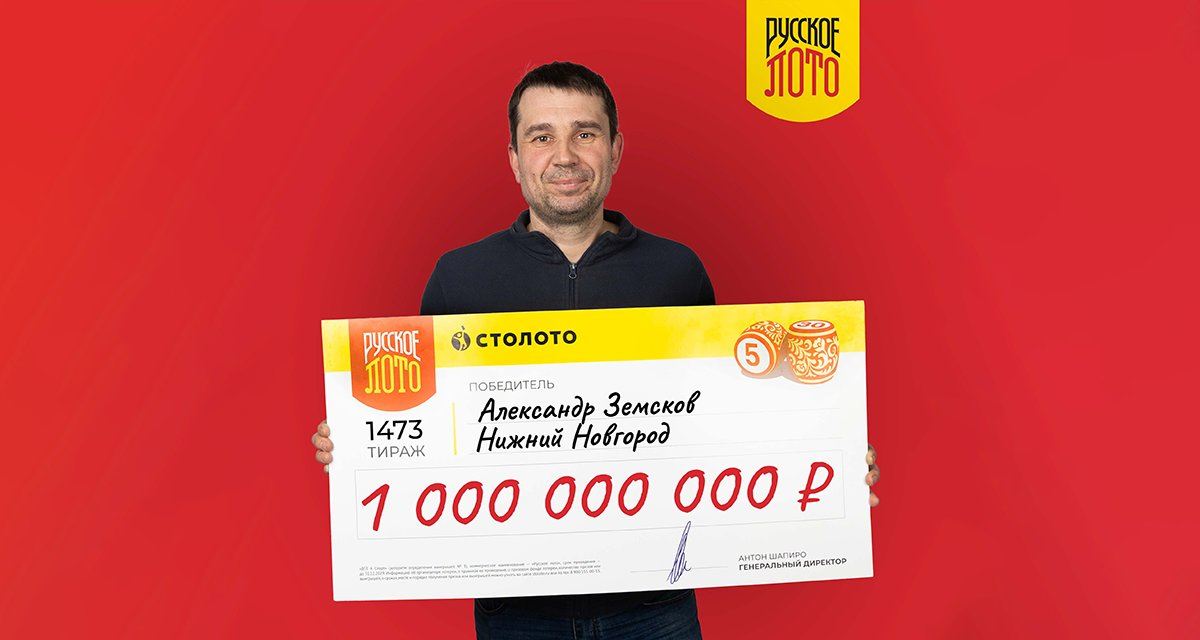 РУССКОЕ
ЛОТО
РУССКОЕ
ЛОТО
СТОЛОТО
5
30
ПОБЕДИТЕЛЬ
Александр Земсков
Нижний Новгород
1473
ТИРАЖ
1 000 000 000 ₽
АНТОН ШАПИРО
ГЕНЕРАЛЬНЫЙ ДИРЕКТОР